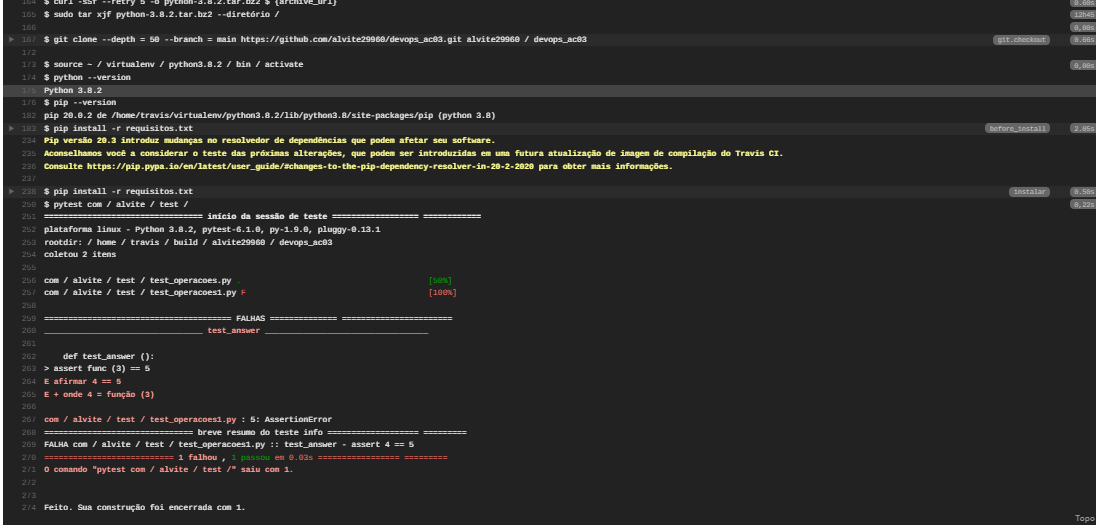 164 $ curl -sSf --retry 5 -o python-3.8.2.tar.bz2 $ {archive_url} 0.60s
165 $ sudo tar xjf python-3.8.2.tar.bz2 --diretório / 12h45
166 0,00s
167 $ git clone --depth = 50 --branch = main https://github.com/alvite29960/devops_ac03.git alvite29960 / devops_ac03 git.checkout 0.66s
172
173 $ source ~ / virtualenv / python3.8.2 / bin / activate 0,00s
174 $ python --version
175 Python 3.8.2
176 $ pip --version
182 pip 20.0.2 de /home/travis/virtualenv/python3.8.2/lib/python3.8/site-packages/pip (python 3.8)
183 $ pip install -r requisitos.txt before_install 2.05s
234 Pip versão 20.3 introduz mudanças no resolvedor de dependências que podem afetar seu software.
235 Aconselhamos você a considerar o teste das próximas alterações, que podem ser introduzidas em uma futura atualização de imagem de compilação do Travis CI.
236 Consulte https://pip.pypa.io/en/latest/user_guide/#changes-to-the-pip-dependency-resolver-in-20-2-2020 para obter mais informações.
237
238 $ pip install -r requisitos.txt instalar 0.56s
250 $ pytest com / alvite / test / 0,22s
251 ================================= início da sessão de teste ================== ============
252 plataforma linux - Python 3.8.2, pytest-6.1.0, py-1.9.0, pluggy-0.13.1
253 rootdir: / home / travis / build / alvite29960 / devops_ac03
254 coletou 2 itens
255
256 com / alvite / test / test_operacoes.py . [50%]
257 com / alvite / test / test_operacoes1.py F [100%]
258
259 ======================================= FALHAS ============== =======================
260 _________________________________ test_answer __________________________________
261
262 def test_answer ():
263 > assert func (3) == 5
264 E afirmar 4 == 5
265 E + onde 4 = função (3)
266
267 com / alvite / test / test_operacoes1.py : 5: AssertionError
268 =============================== breve resumo do teste info =================== =========
269 FALHA com / alvite / test / test_operacoes1.py :: test_answer - assert 4 == 5
270 =========================== 1 falhou , 1 passou em 0.03s ================= =========
271 O comando "pytest com / alvite / test /" saiu com 1.
272
273
274 Feito. Sua construção foi encerrada com 1.
Topo